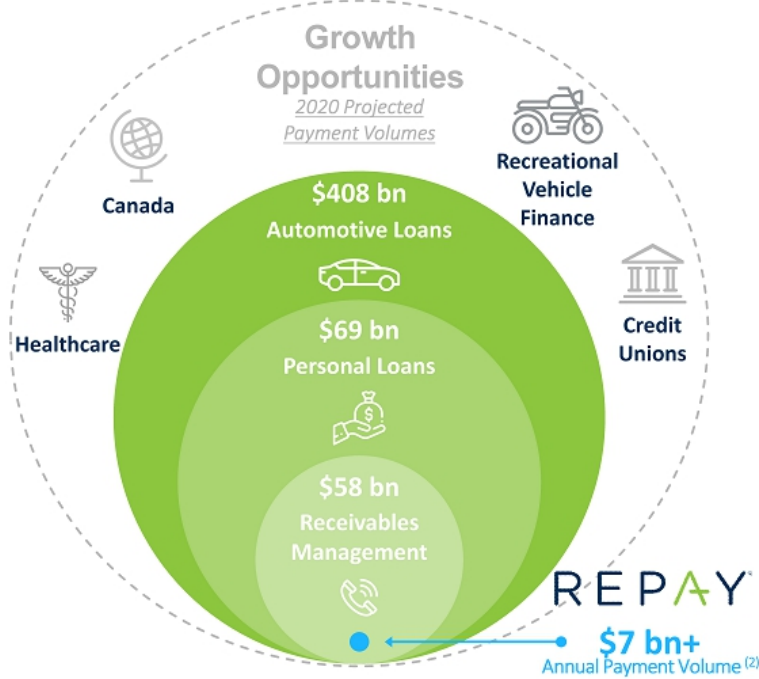 Growth
Opportunities
2020 Projected
Payment Volumes
Canada
Recreational
Vehicle
Finance
$408 bn
Automotive Loans
Healthcare
Credit
Unions
$69 bn
Personal Loans
$58 bn
Receivables
Management
REPAY
$7 bn+
Annual Payment Volume (2)